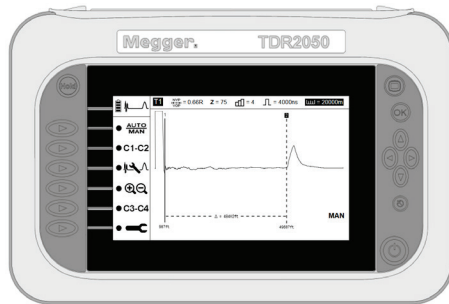 Megger. TDR2050
Hold
T1 = 0.66R Z = 75 = 4 = 4000ns = 20000m
AUTO
MAN
C1-C2
C3-C4
OK
MAN